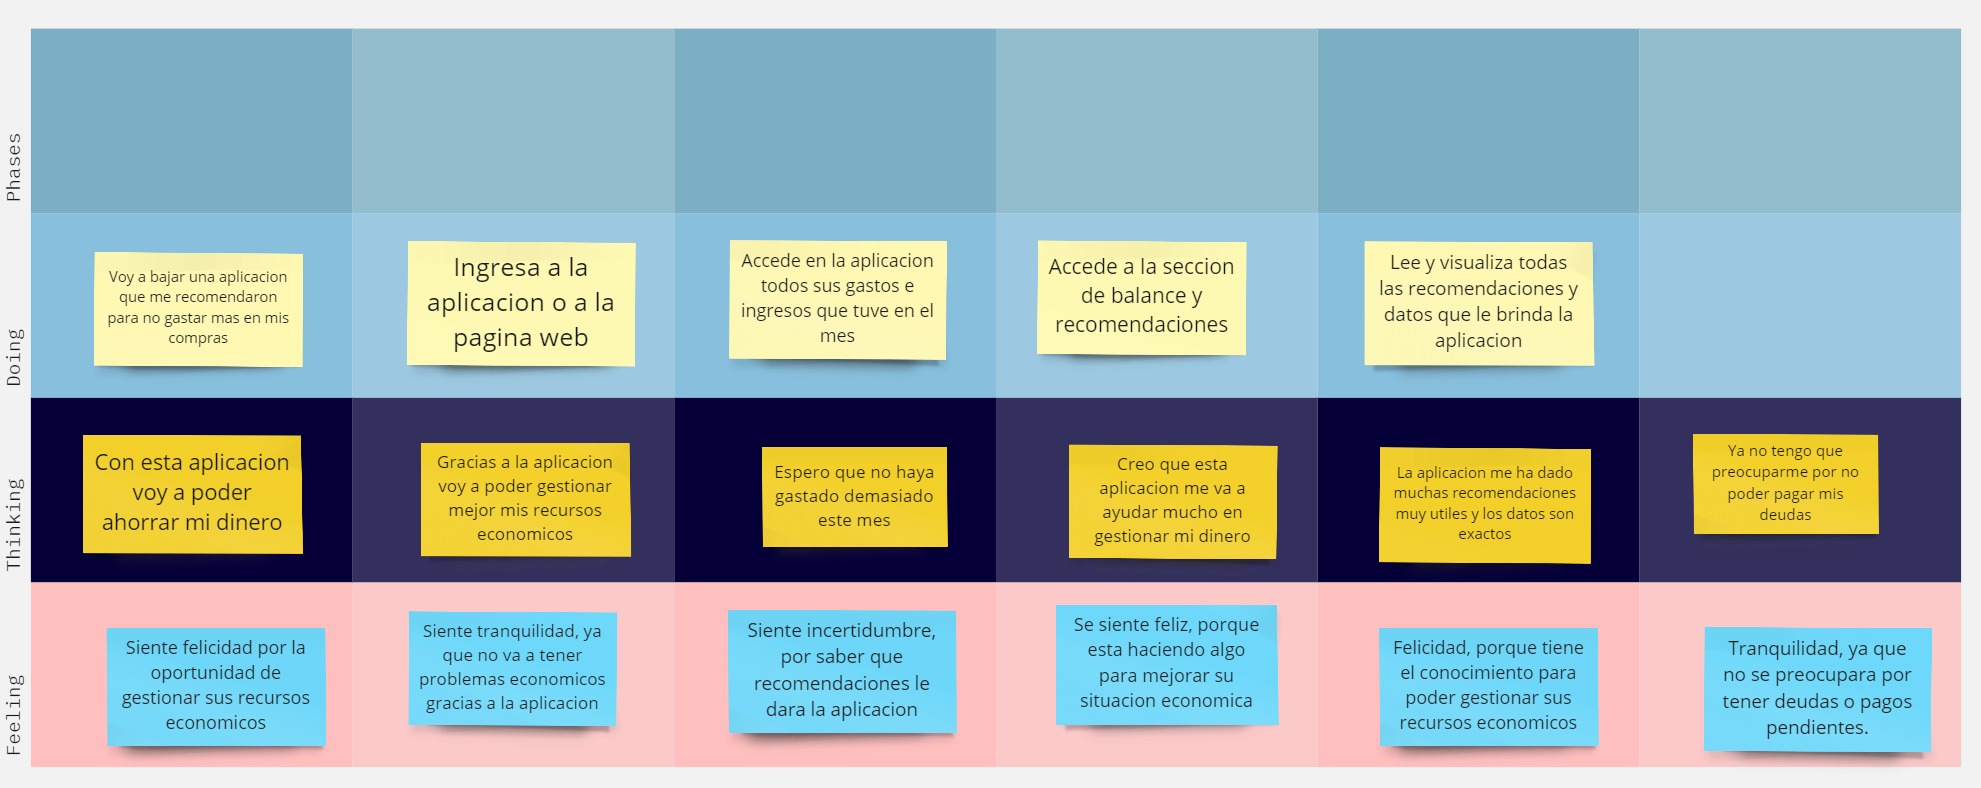 Phases
Doing
Voy a bajar una aplicacion
que me recomendaron
para no gastar mas en mis
compras
Ingresa a la
aplicacion o a la
pagina web
Accede en la aplicacion
todos sus gastos e
ingresos que tuve en el
mes
Accede a la seccion
de balance y
recomendaciones
Lee y visualiza todas
las recomendaciones y
datos que le brinda la
aplicacion
Thinking
Con esta aplicacion
voy a poder
ahorrar mi dinero
Gracias a la aplicacion
voy a poder gestionar
mejor mis recursos
economicos
Espero que no haya
gastado demasiado
este mes
Creo que esta
aplicacion me va a
ayudar mucho en
gestionar mi dinero
La aplicacion me ha dado
muchas recomendaciones
muy utiles y los datos son
exactos
Ya no tengo que
preocuparme por no
poder pagar mis
deudas
Feeling
Siente felicidad por la
oportunidad de
gestionar sus recursos
economicos
Siente tranquilidad, ya
que no va a tener
problemas economicos
gracias a la aplicacion
Siente incertidumbre,
por saber que
recomendaciones le
dara la aplicacion
Se siente feliz, porque
esta haciendo algo
para mejorar su
situacion economica
Felicidad, porque tiene
el conocimiento para
poder gestionar sus
recursos economicos
Tranquilidad, ya que
no se preocupara por
tener deudas o pagos
pendientes.